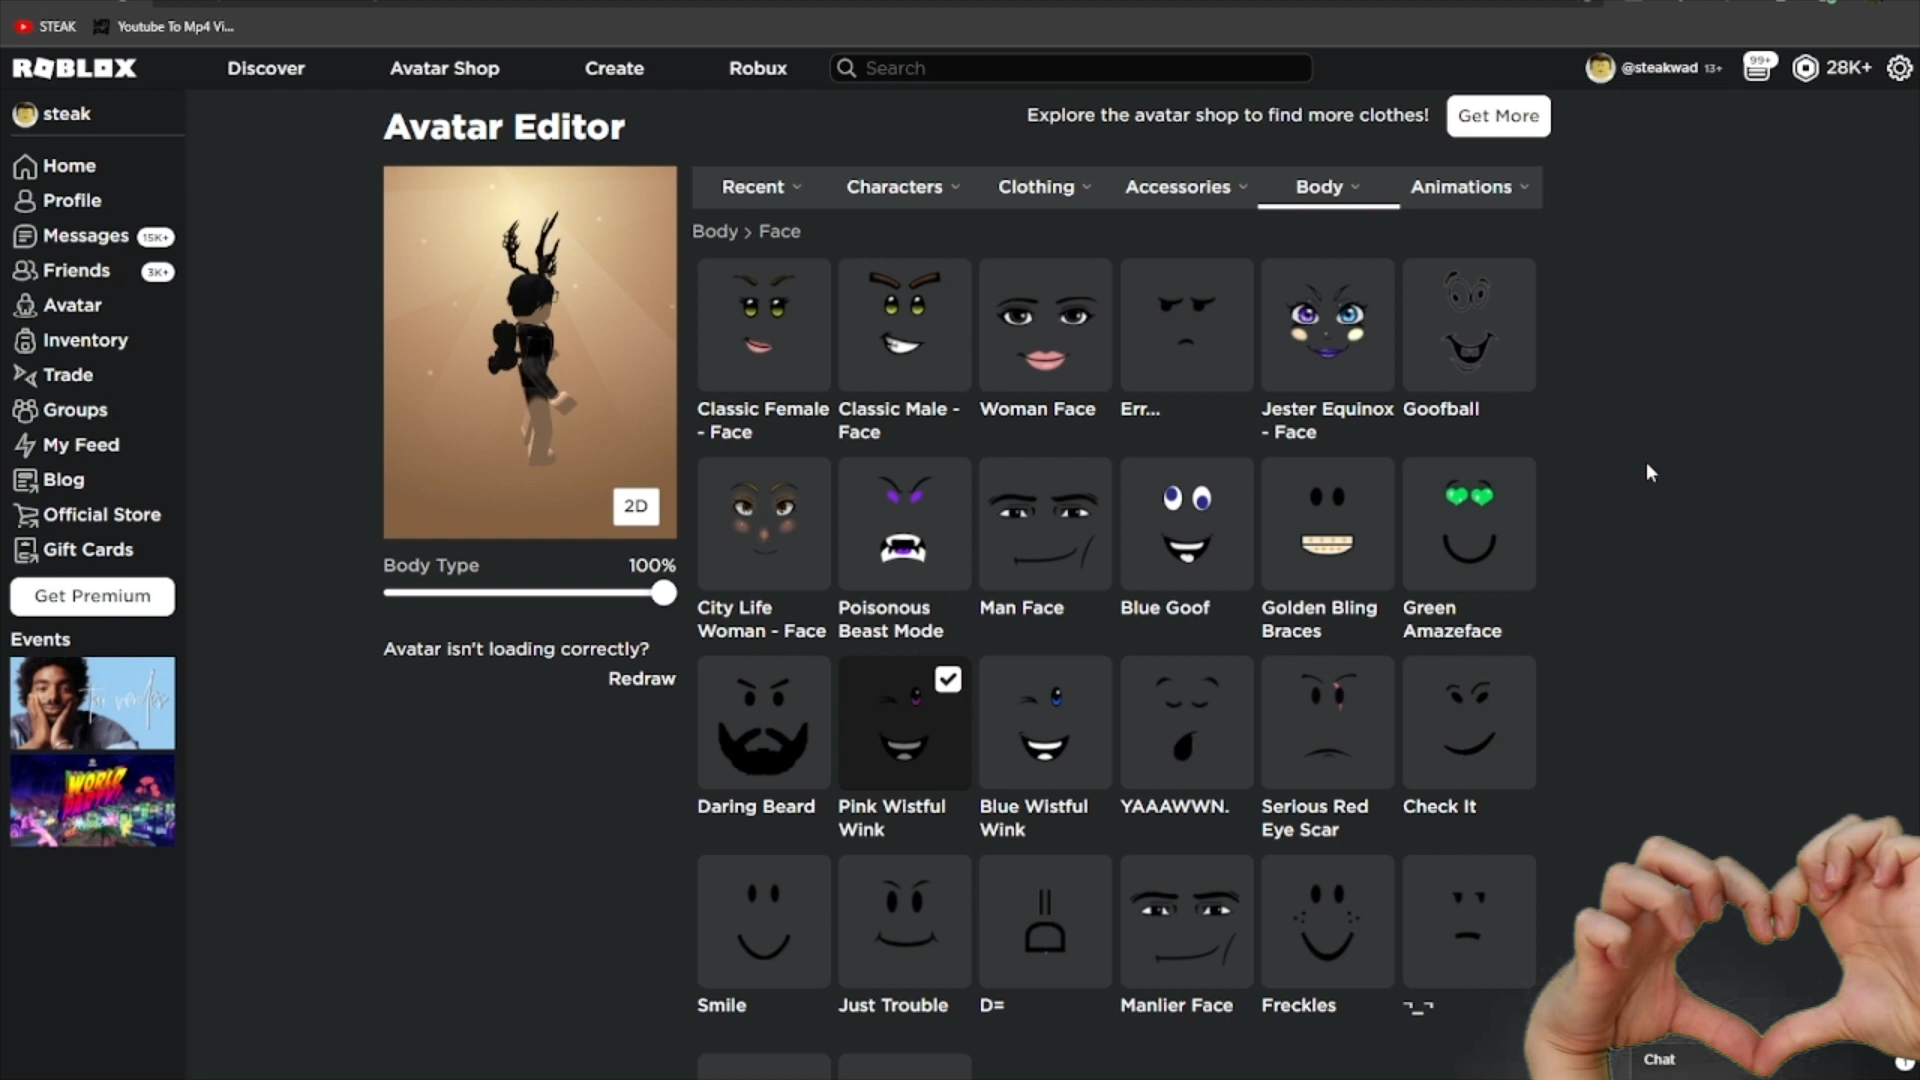 STEAK
Youtube To Mp4 Vi...
ROBLOX
Discover
Avatar Shop
Create
Robux
Search
@steakwad 13+
99+
28K+
steak
Home
Profile
Messages 15K+
Friends 3K+
Avatar
Inventory
Trade
Groups
My Feed
Blog
Official Store
Gift Cards
Get Premium
Events
WORLD
Avatar Editor
Explore the avatar shop to find more clothes!
Get More
2D
Body Type 100%
Avatar isn't loading correctly?
Redraw
Recent
Characters
Clothing
Accessories
Body
Animations
Body > Face
Classic Female
- Face
Classic Male -
Face
Woman Face
Err...
Jester Equinox
- Face
Goofball
City Life
Woman - Face
Poisonous
Beast Mode
Man Face
Blue Goof
Golden Bling
Braces
Green
Amazeface
Daring Beard
Pink Wistful
Wink
Blue Wistful
Wink
YAAAWWN.
Serious Red
Eye Scar
Check It
Smile
Just Trouble
D=
Manlier Face
Freckles
¬_¬
Chat